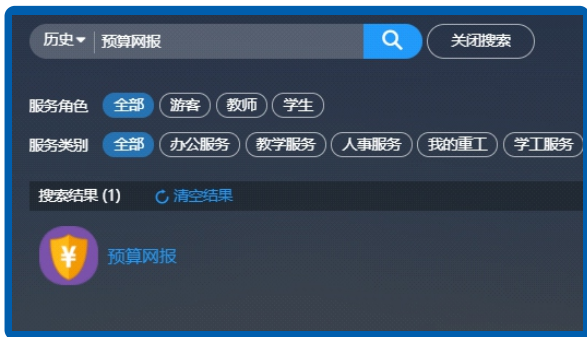 历史 预算网报 关闭搜索
服务角色 全部 游客 教师 学生
服务类别 全部 办公服务 教学服务 人事服务 我的重工 学工服务
搜索结果 (1) 清空结果
¥ 预算网报